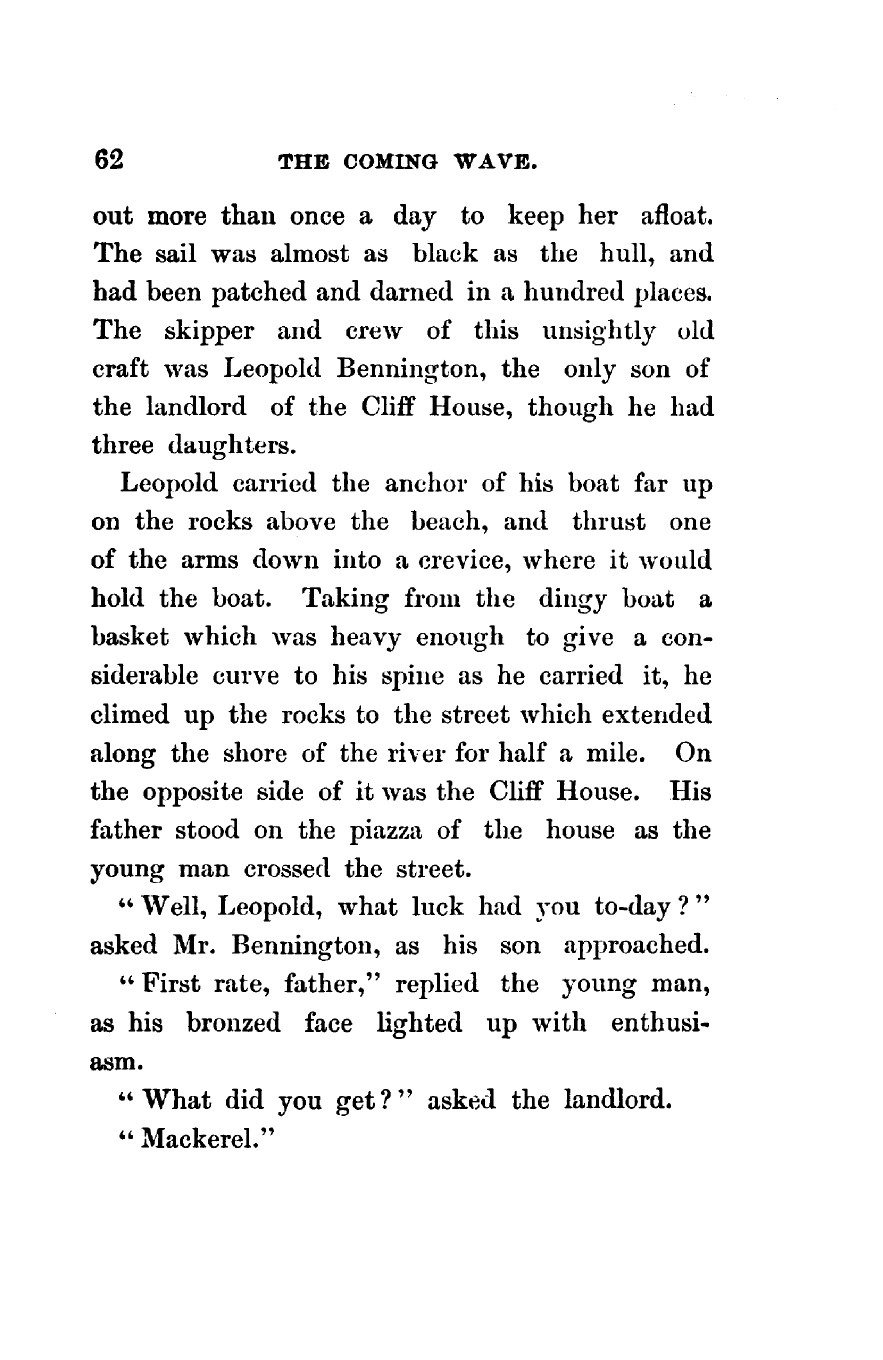 62 THE COMING WAVE.
out more than once a day to keep her afloat.
The sail was almost as black as the hull, and
had been patched and darned in a hundred places.
The skipper and crew of this unsightly old
craft was Leopold Bennington, the only son of
the landlord of the Cliff House, though he had
three daughters.
Leopold carried the anchor of his boat far up
on the rocks above the beach, and thrust one
of the arms down into a crevice, where it would
hold the boat. Taking from the dingy boat a
basket which was heavy enough to give a con-
siderable curve to his spine as he carried it, he
climed up the rocks to the street which extended
along the shore of the river for half a mile. On
the opposite side of it was the Cliff House. His
father stood on the piazza of the house as the
young man crossed the street.
“Well, Leopold, what luck had you to-day?”
asked Mr. Bennington, as his son approached.
“First rate, father,” replied the young man,
as his bronzed face lighted up with enthusi-
asm.
“What did you get?” asked the landlord.
“Mackerel.”